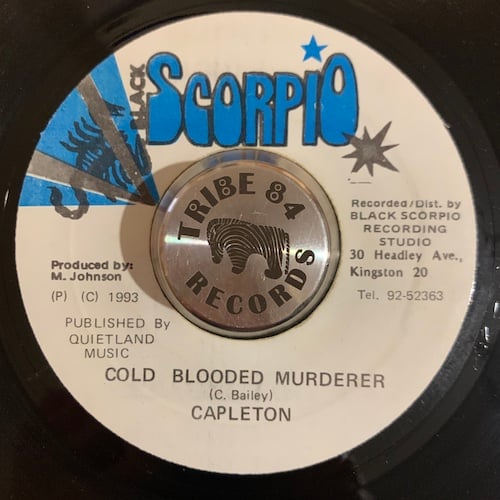 BLACK
SCORPIO
TRIBE 84
RECORDS
Recorded/Dist. by
BLACK SCORPIO
RECORDING
STUDIO
30 Headley Ave.,
Kingston 20
Tel. 92-52363
Produced by:
M. Johnson
(P) (C) 1993
PUBLISHED By
QUIETLAND
MUSIC
COLD BLOODED MURDERER
(C. Bailey)
CAPLETON